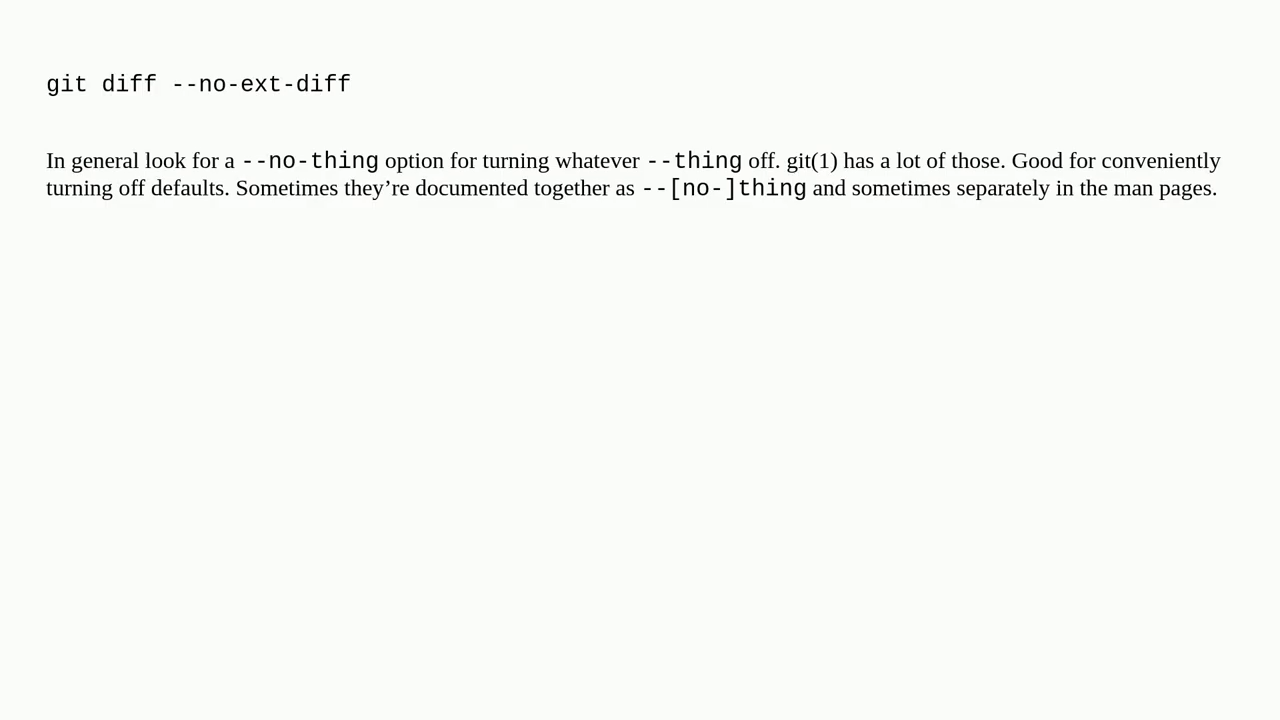 git diff --no-ext-diff
In general look for a --no-thing option for turning whatever --thing off. git(1) has a lot of those. Good for conveniently
turning off defaults. Sometimes they’re documented together as --[no-]thing and sometimes separately in the man pages.